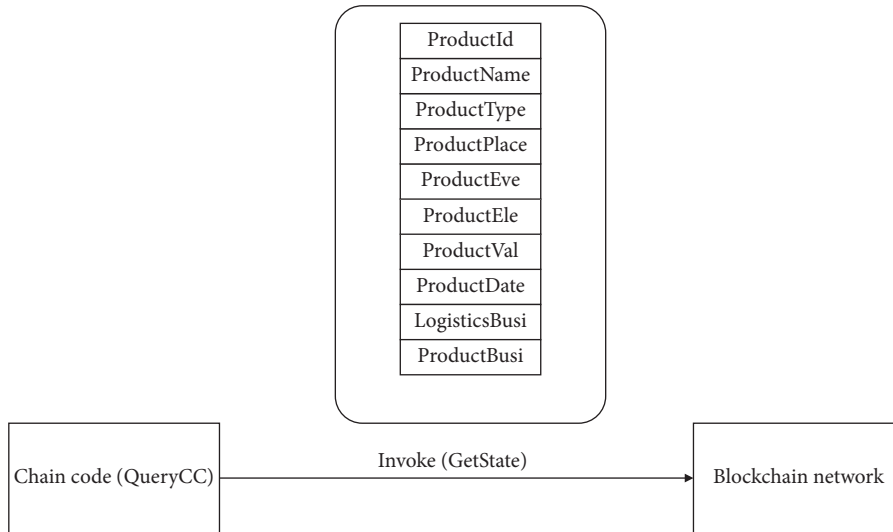 ProductId
ProductName
ProductType
ProductPlace
ProductEve
ProductEle
ProductVal
ProductDate
LogisticsBusi
ProductBusi
Chain code (QueryCC)
Invoke (GetState)
Blockchain network